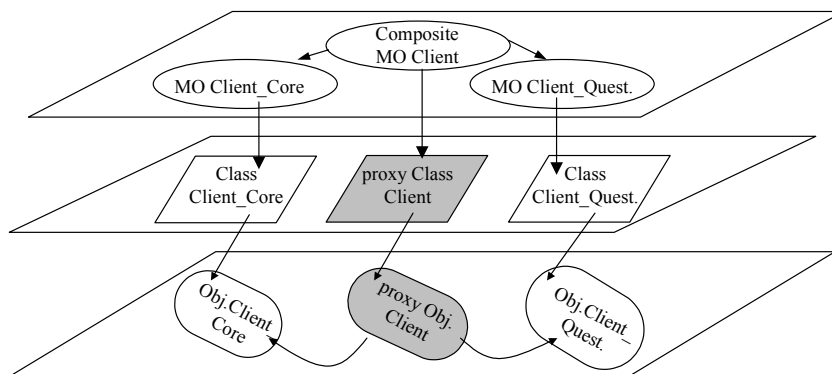 Composite
MO Client
MO Client_Core
MO Client_Quest.
Class
Client_Core
proxy Class
Client
Class
Client_Quest.
Obj.Client_
Core
proxy Obj.
Client
Obj.Client_
Quest.